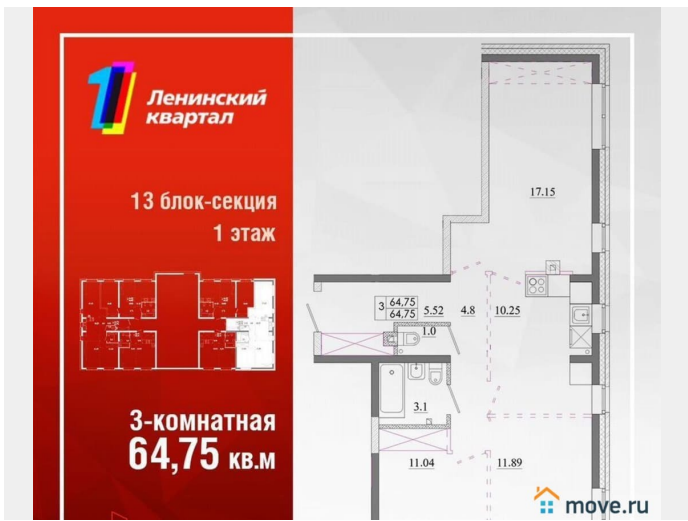 Ленинский
квартал
13 блок-секция
1 этаж
3-комнатная
64,75 кв.м
17.15
3
64,75
64,75
5.52
4.8
10.25
1.0
3.1
11.04
11.89
move.ru